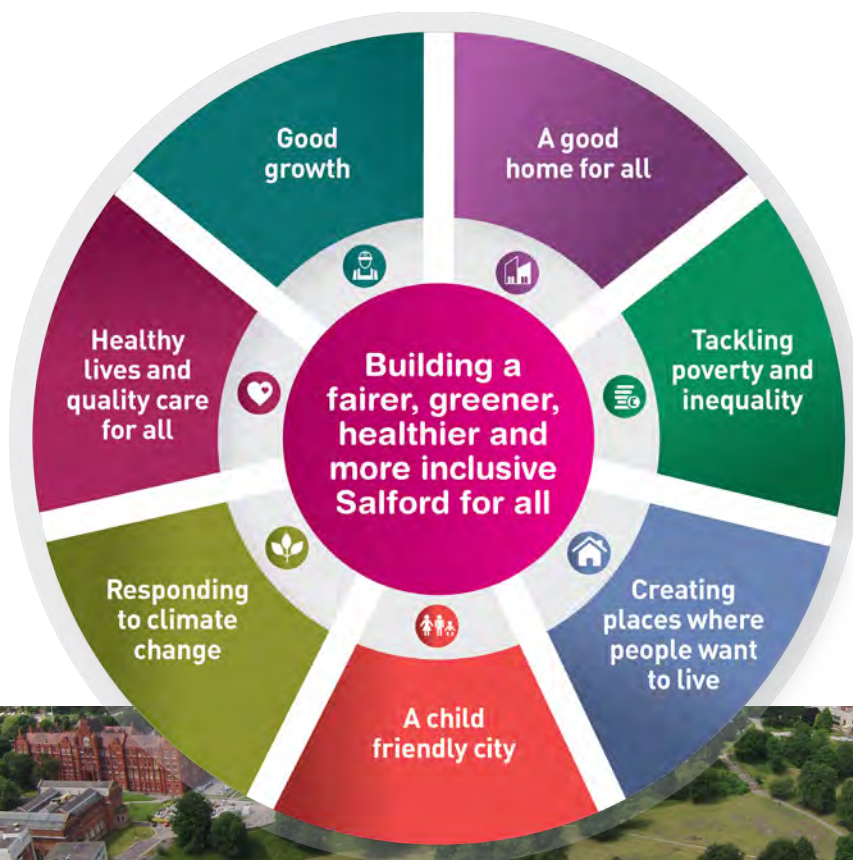 Good
growth
A good
home for all
Tackling
poverty and
inequality
Creating
places where
people want
to live
A child
friendly city
Responding
to climate
change
Healthy
lives and
quality care
for all
Building a
fairer, greener,
healthier and
more inclusive
Salford for all